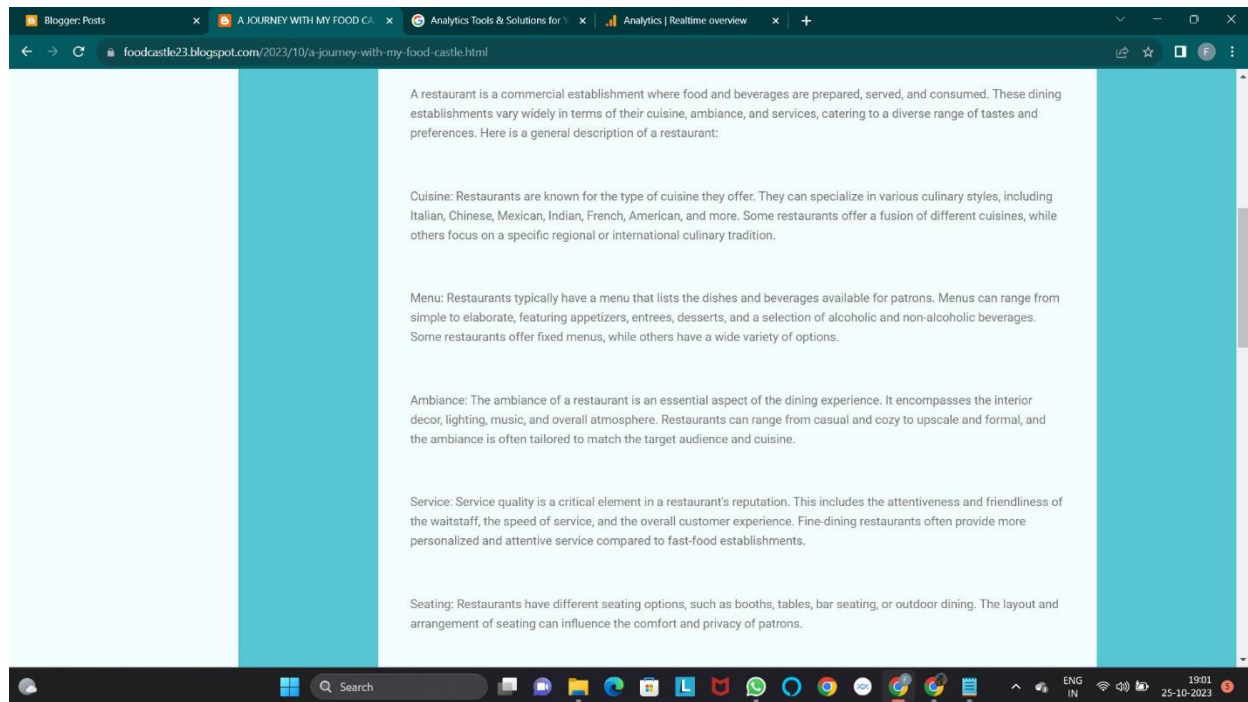 Blogger: Posts
A JOURNEY WITH MY FOOD CA
Analytics Tools & Solutions for Y
Analytics | Realtime overview
foodcastle23.blogspot.com/2023/10/a-journey-with-my-food-castle.html
F
A restaurant is a commercial establishment where food and beverages are prepared, served, and consumed. These dining
establishments vary widely in terms of their cuisine, ambiance, and services, catering to a diverse range of tastes and
preferences. Here is a general description of a restaurant:
Cuisine: Restaurants are known for the type of cuisine they offer. They can specialize in various culinary styles, including
Italian, Chinese, Mexican, Indian, French, American, and more. Some restaurants offer a fusion of different cuisines, while
others focus on a specific regional or international culinary tradition.
Menu: Restaurants typically have a menu that lists the dishes and beverages available for patrons. Menus can range from
simple to elaborate, featuring appetizers, entrees, desserts, and a selection of alcoholic and non-alcoholic beverages.
Some restaurants offer fixed menus, while others have a wide variety of options.
Ambiance: The ambiance of a restaurant is an essential aspect of the dining experience. It encompasses the interior
decor, lighting, music, and overall atmosphere. Restaurants can range from casual and cozy to upscale and formal, and
the ambiance is often tailored to match the target audience and cuisine.
Service: Service quality is a critical element in a restaurant's reputation. This includes the attentiveness and friendliness of
the waitstaff, the speed of service, and the overall customer experience. Fine-dining restaurants often provide more
personalized and attentive service compared to fast-food establishments.
Seating: Restaurants have different seating options, such as booths, tables, bar seating, or outdoor dining. The layout and
arrangement of seating can influence the comfort and privacy of patrons.
Search
L
ENG
IN
19:01
25-10-2023
5